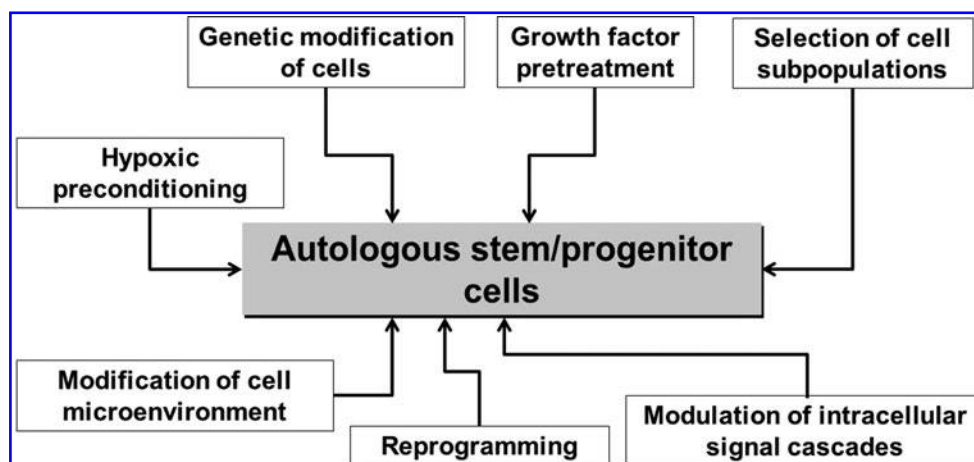 Genetic modification
of cells
Growth factor
pretreatment
Selection of cell
subpopulations
Hypoxic
preconditioning
Autologous stem/progenitor
cells
Modification of cell
microenvironment
Reprogramming
Modulation of intracellular
signal cascades